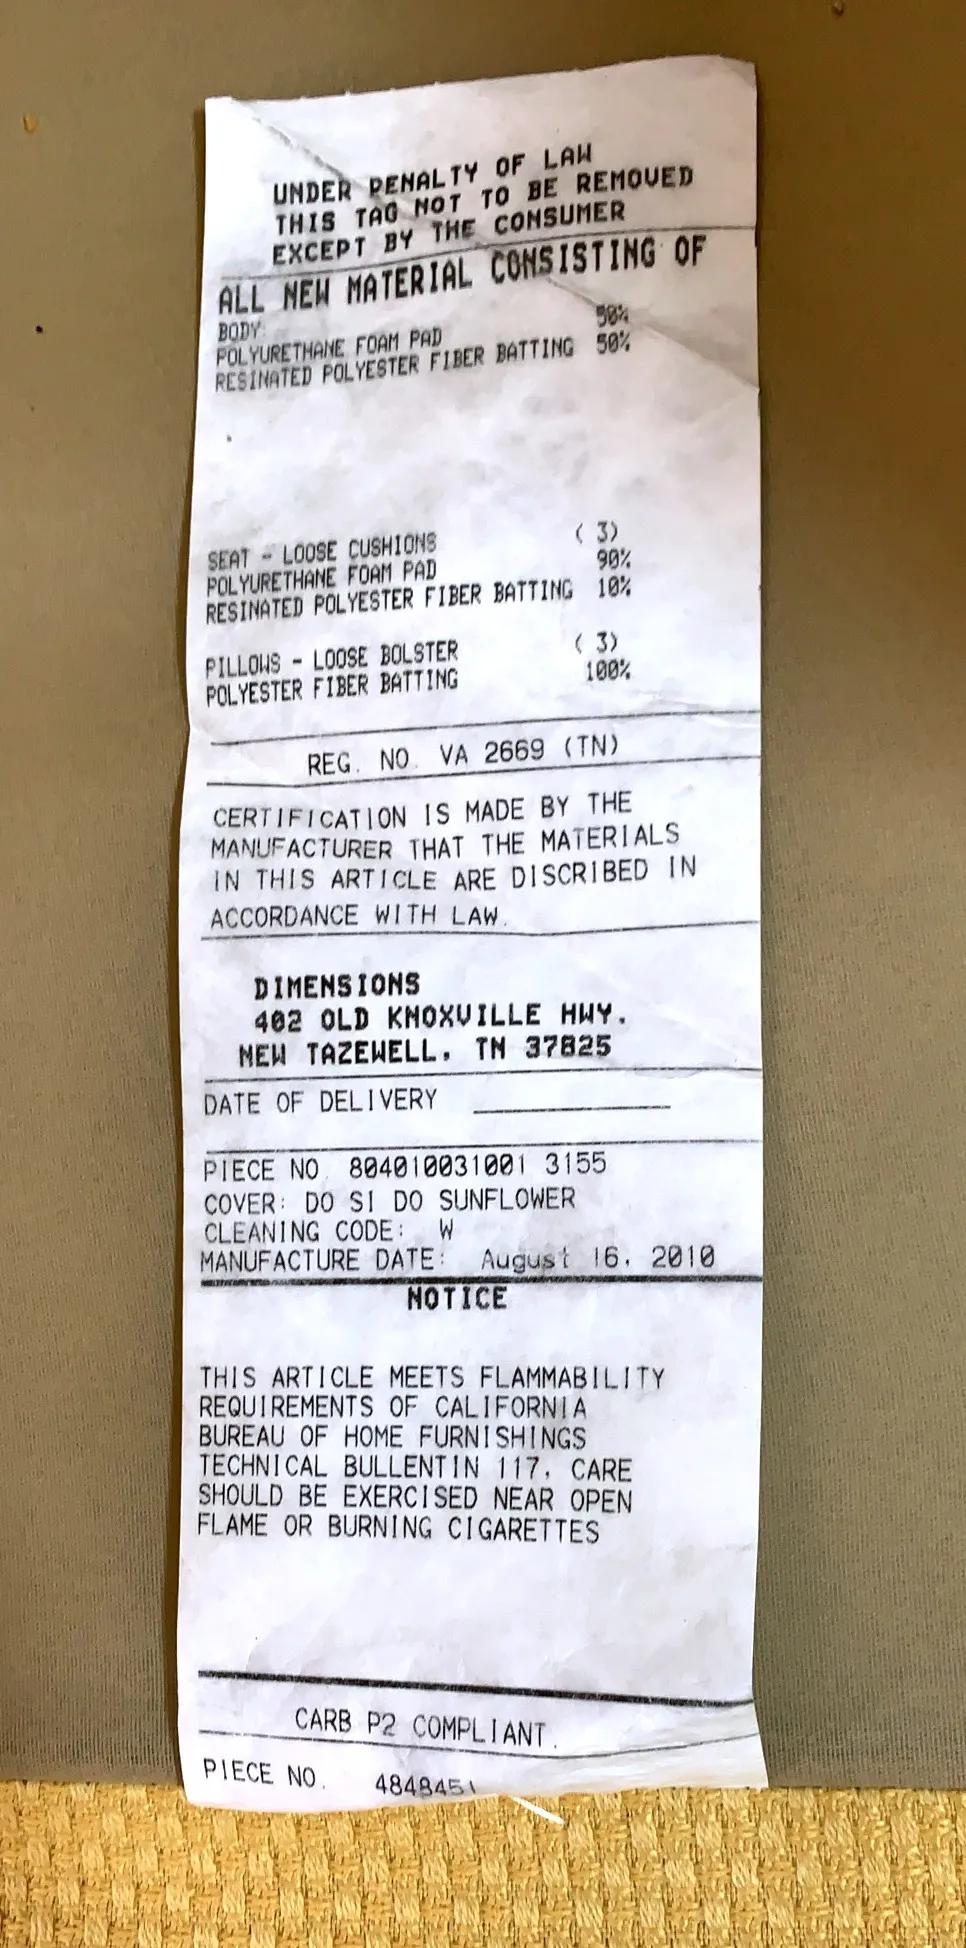 UNDER PENALTY OF LAW
THIS TAG NOT TO BE REMOVED
EXCEPT BY THE CONSUMER
ALL NEW MATERIAL CONSISTING OF
BODY:
POLYURETHANE FOAM PAD 50%
RESINATED POLYESTER FIBER BATTING 50%
SEAT - LOOSE CUSHIONS ( 3)
POLYURETHANE FOAM PAD 90%
RESINATED POLYESTER FIBER BATTING 10%
PILLOWS - LOOSE BOLSTER ( 3)
POLYESTER FIBER BATTING 100%
REG. NO. VA 2669 (TN)
CERTIFICATION IS MADE BY THE
MANUFACTURER THAT THE MATERIALS
IN THIS ARTICLE ARE DISCRIBED IN
ACCORDANCE WITH LAW.
DIMENSIONS
402 OLD KNOXVILLE HWY.
NEW TAZEWELL, TN 37825
DATE OF DELIVERY
PIECE NO. 804010031001 3155
COVER: DO SI DO SUNFLOWER
CLEANING CODE: W
MANUFACTURE DATE: August 16, 2010
NOTICE
THIS ARTICLE MEETS FLAMMABILITY
REQUIREMENTS OF CALIFORNIA
BUREAU OF HOME FURNISHINGS
TECHNICAL BULLENTIN 117. CARE
SHOULD BE EXERCISED NEAR OPEN
FLAME OR BURNING CIGARETTES
CARB P2 COMPLIANT.
PIECE NO. 4848451